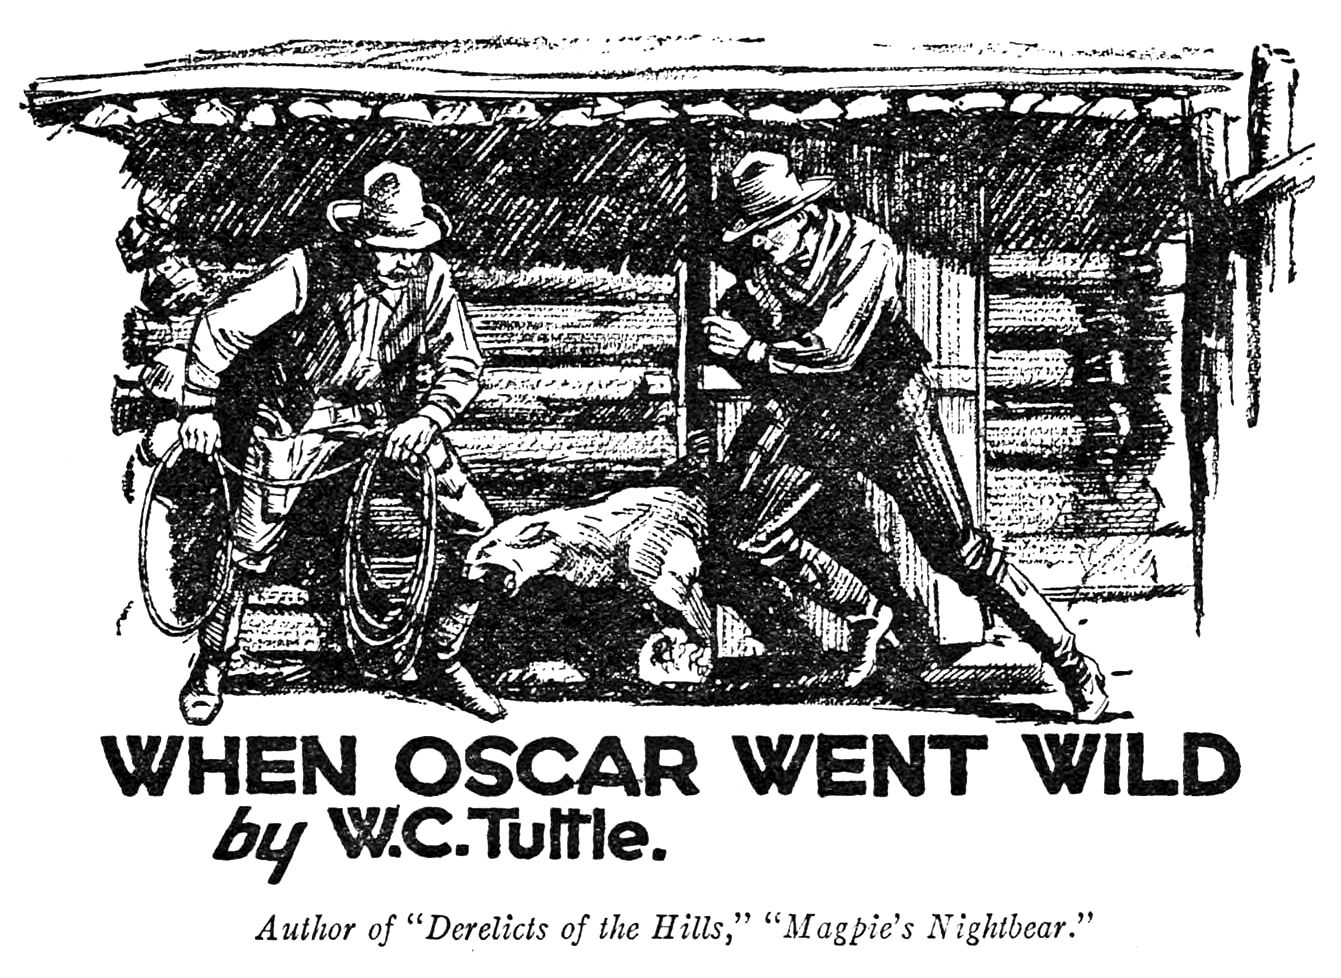 WHEN OSCAR WENT WILD
by W.C. Tuttle.
Author of “Derelicts of the Hills,” “Magpie’s Nightbear.”